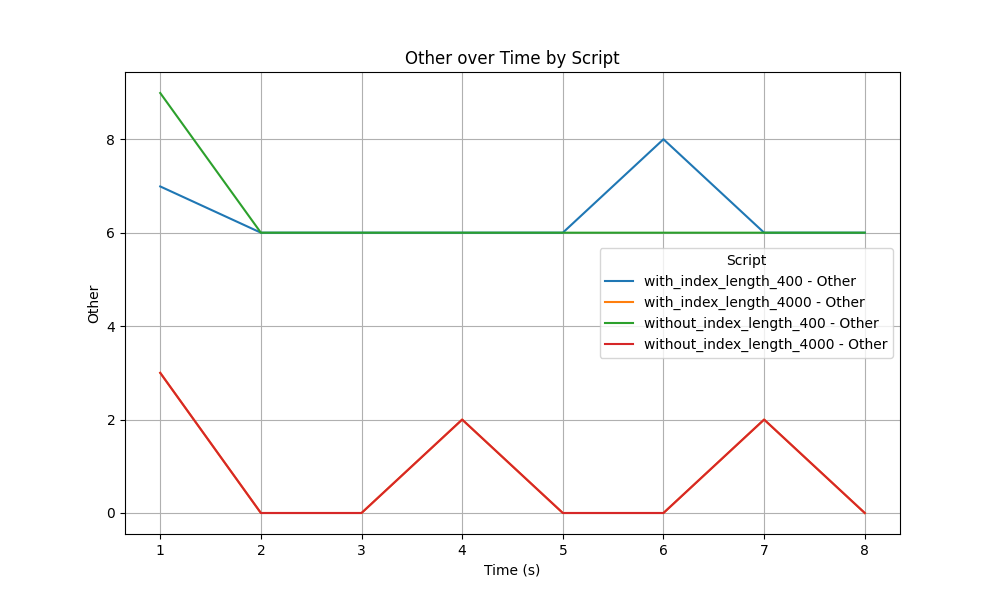 Other over Time by Script
8
6
4
2
0
Other
Script
with_index_length_400 - Other
with_index_length_4000 - Other
without_index_length_400 - Other
without_index_length_4000 - Other
1 2 3 4 5 6 7 8
Time (s)